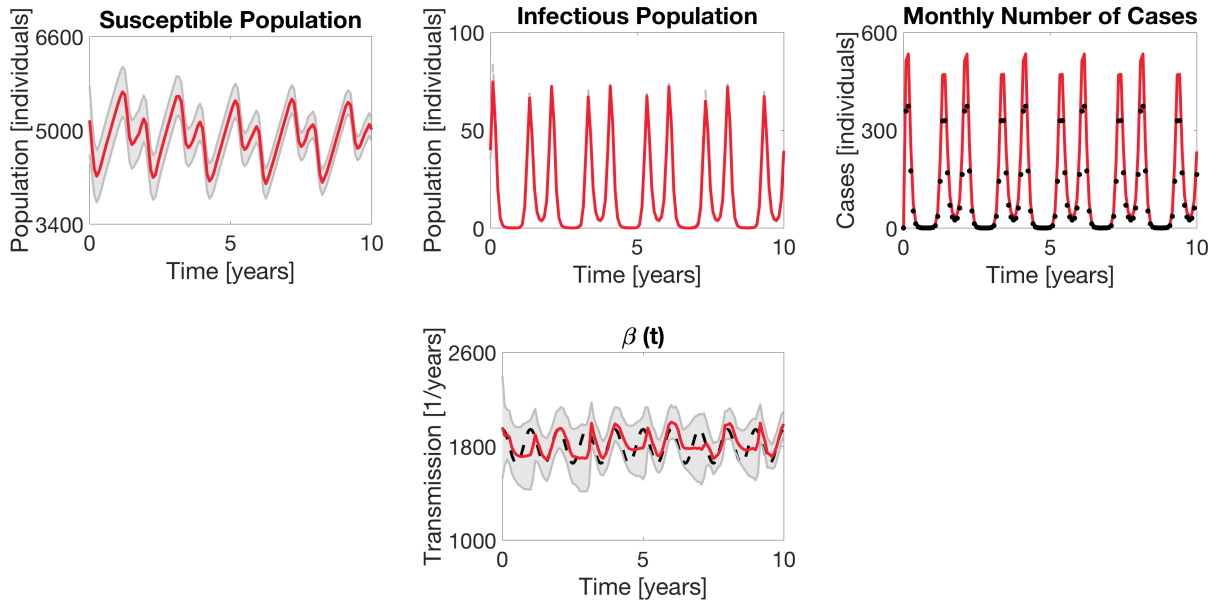 Susceptible Population
Population [individuals]
6600
5000
3400
0
5
10
Time [years]
Infectious Population
Population [individuals]
100
50
0
0
5
10
Time [years]
Monthly Number of Cases
Cases [individuals]
600
300
0
0
5
10
Time [years]
β (t)
Transmission [1/years]
2600
1800
1000
0
5
10
Time [years]